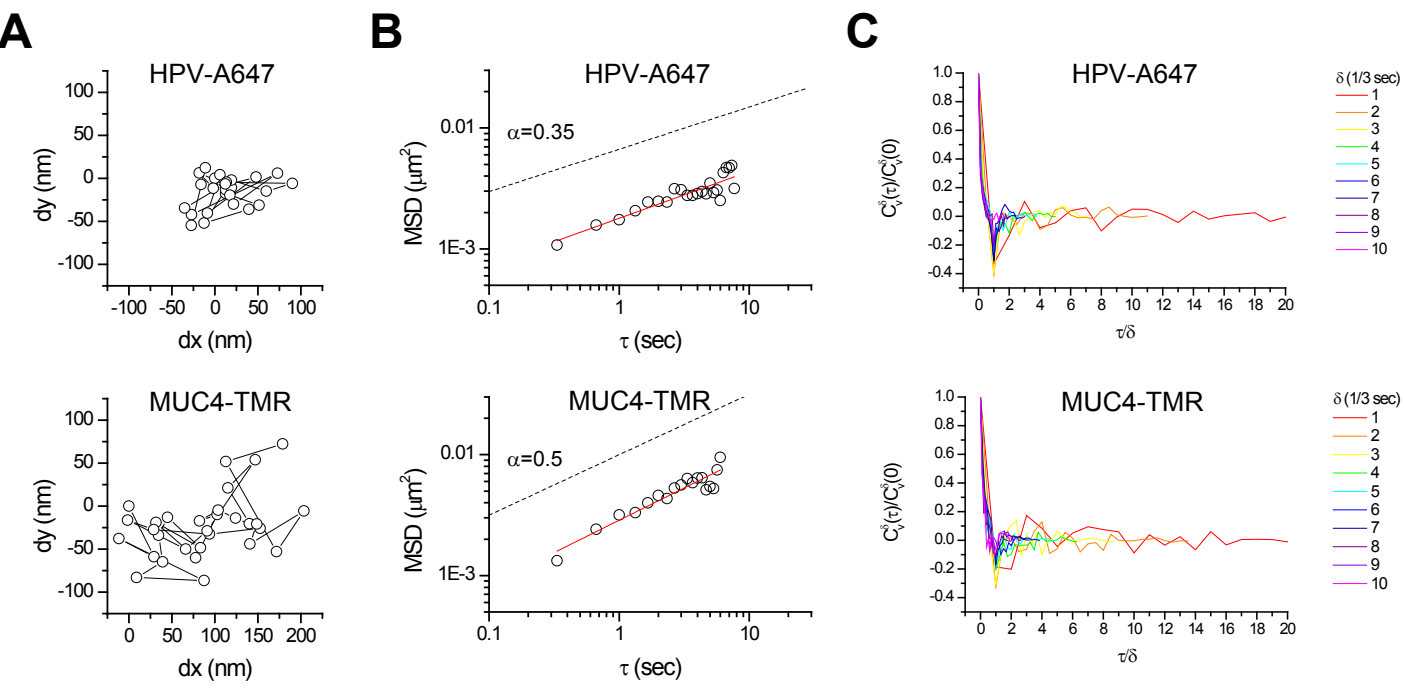 A
B
C
HPV-A647
100
50
0
-50
-100
dy (nm)
-100 -50 0 50 100
dx (nm)
HPV-A647
α=0.35
0.01
1E-3
MSD (μm²)
0.1 1 10
τ (sec)
HPV-A647
1.0
0.8
0.6
0.4
0.2
0.0
-0.2
-0.4
C_v^δ(τ)/C_v^δ(0)
0 2 4 6 8 10 12 14 16 18 20
τ/δ
δ (1/3 sec)
1
2
3
4
5
6
7
8
9
10
MUC4-TMR
100
50
0
-50
-100
dy (nm)
0 50 100 150 200
dx (nm)
MUC4-TMR
α=0.5
0.01
1E-3
MSD (μm²)
0.1 1 10
τ (sec)
MUC4-TMR
1.0
0.8
0.6
0.4
0.2
0.0
-0.2
-0.4
C_v^δ(τ)/C_v^δ(0)
0 2 4 6 8 10 12 14 16 18 20
τ/δ
δ (1/3 sec)
1
2
3
4
5
6
7
8
9
10